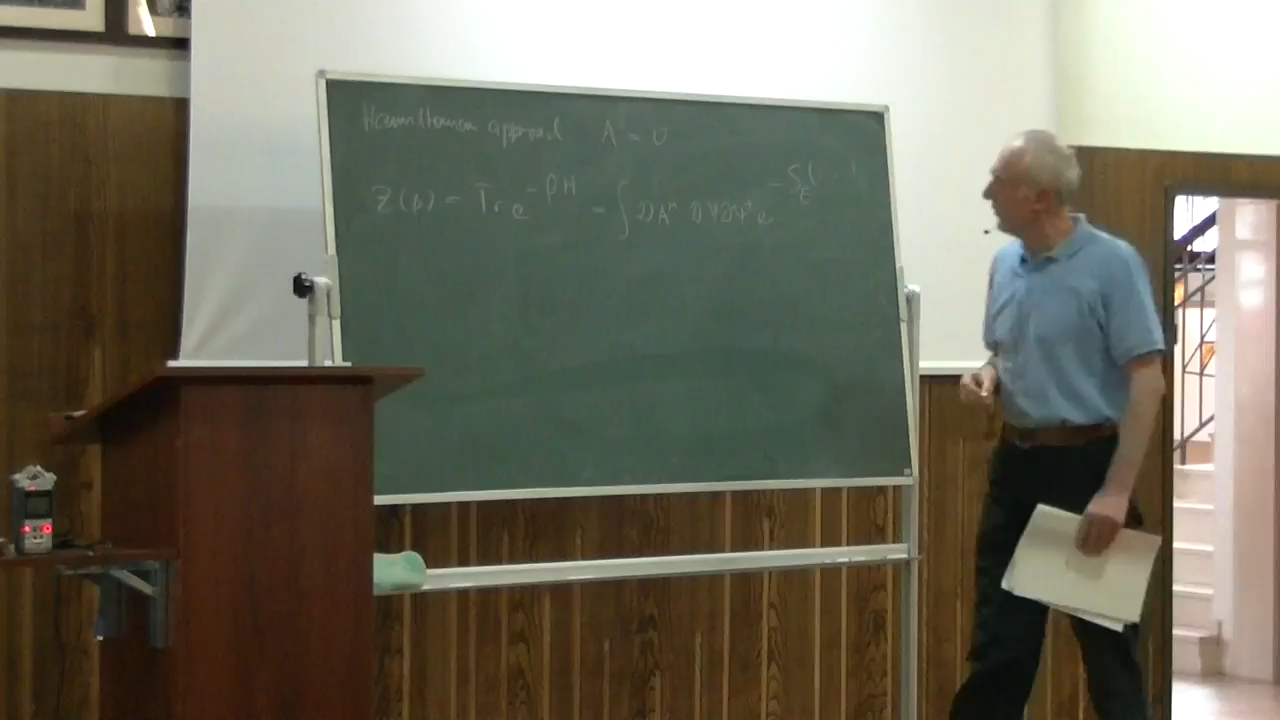 Hamiltonian approach A = 0
Z(β) = Tr e^{-βH} = ∫ DA^μ DψDψ^+ e^{-S_E(...)}